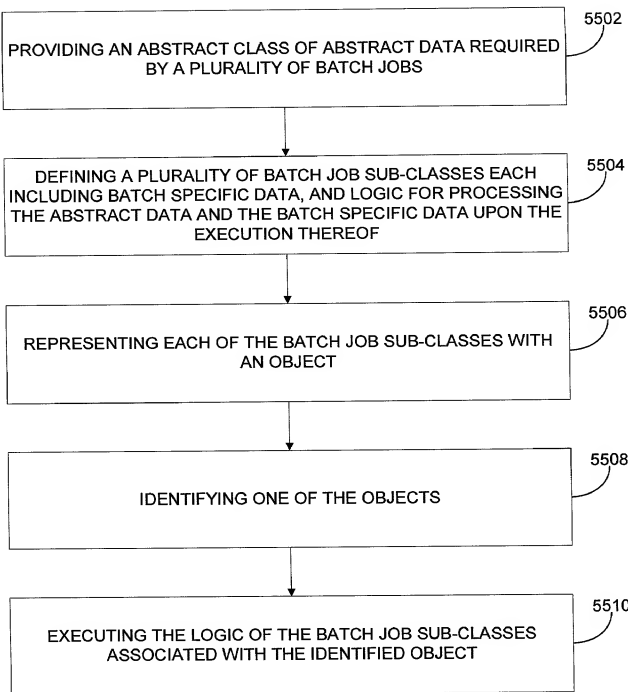 5502
PROVIDING AN ABSTRACT CLASS OF ABSTRACT DATA REQUIRED
BY A PLURALITY OF BATCH JOBS
5504
DEFINING A PLURALITY OF BATCH JOB SUB-CLASSES EACH
INCLUDING BATCH SPECIFIC DATA, AND LOGIC FOR PROCESSING
THE ABSTRACT DATA AND THE BATCH SPECIFIC DATA UPON THE
EXECUTION THEREOF
5506
REPRESENTING EACH OF THE BATCH JOB SUB-CLASSES WITH
AN OBJECT
5508
IDENTIFYING ONE OF THE OBJECTS
5510
EXECUTING THE LOGIC OF THE BATCH JOB SUB-CLASSES
ASSOCIATED WITH THE IDENTIFIED OBJECT